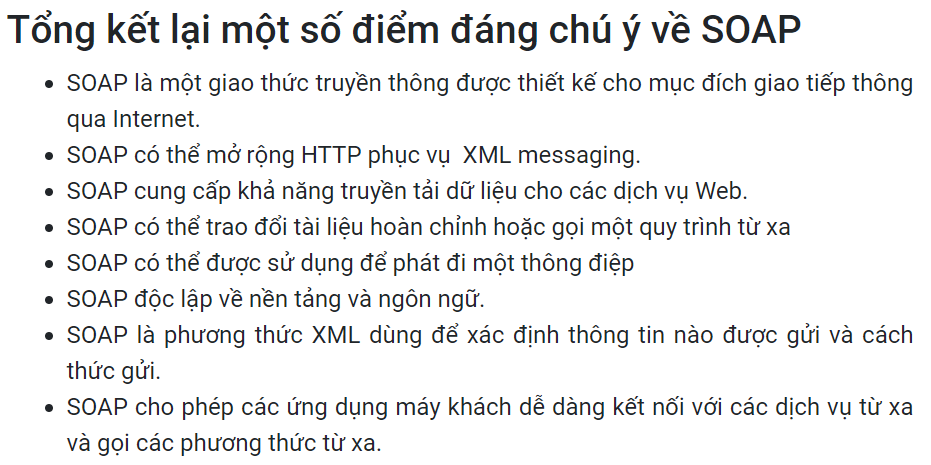 Tổng kết lại một số điểm đáng chú ý về SOAP
• SOAP là một giao thức truyền thông được thiết kế cho mục đích giao tiếp thông
qua Internet.
• SOAP có thể mở rộng HTTP phục vụ  XML messaging.
• SOAP cung cấp khả năng truyền tải dữ liệu cho các dịch vụ Web.
• SOAP có thể trao đổi tài liệu hoàn chỉnh hoặc gọi một quy trình từ xa
• SOAP có thể được sử dụng để phát đi một thông điệp
• SOAP độc lập về nền tảng và ngôn ngữ.
• SOAP là phương thức XML dùng để xác định thông tin nào được gửi và cách
thức gửi.
• SOAP cho phép các ứng dụng máy khách dễ dàng kết nối với các dịch vụ từ xa
và gọi các phương thức từ xa.